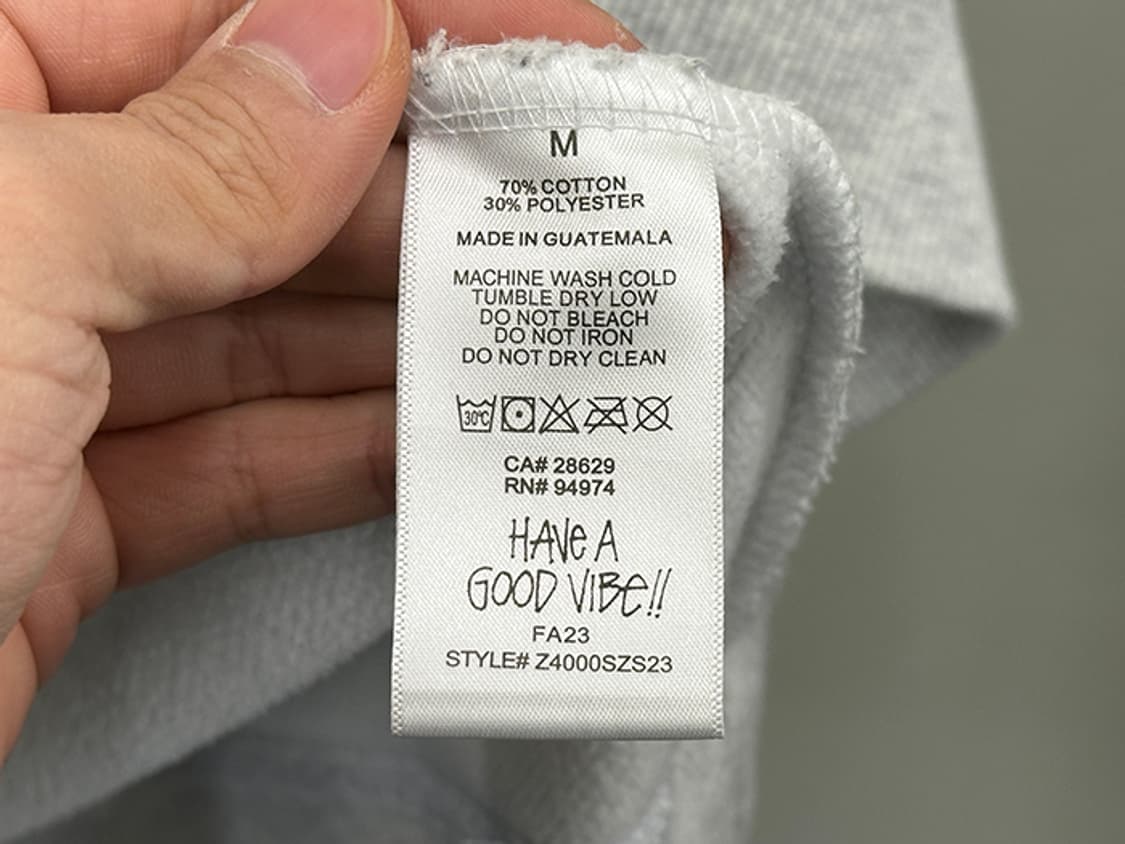 M
70% COTTON
30% POLYESTER
MADE IN GUATEMALA
MACHINE WASH COLD
TUMBLE DRY LOW
DO NOT BLEACH
DO NOT IRON
DO NOT DRY CLEAN
30°C
CA# 28629
RN# 94974
HAVe A
GOOD VIBe!!
FA23
STYLE# Z4000SZS23